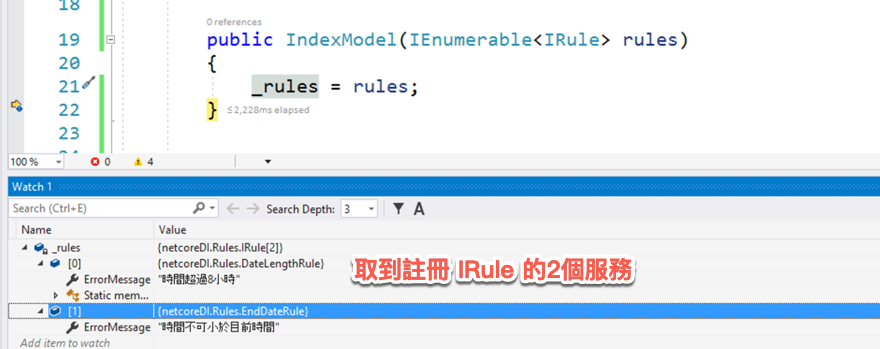 18
0 references
19 public IndexModel(IEnumerable<IRule> rules)
20 {
21 _rules = rules;
22 } ≤2,228ms elapsed
23
100 % 0 4
Watch 1
Search (Ctrl+E) Search Depth: 3 A
Name Value
_rules {netcoreDI.Rules.IRule[2]}
[0] {netcoreDI.Rules.DateLengthRule}
取到註冊 IRule 的2個服務
ErrorMessage "時間超過8小時"
Static mem...
[1] {netcoreDI.Rules.EndDateRule}
ErrorMessage "時間不可小於目前時間"
Add item to watch